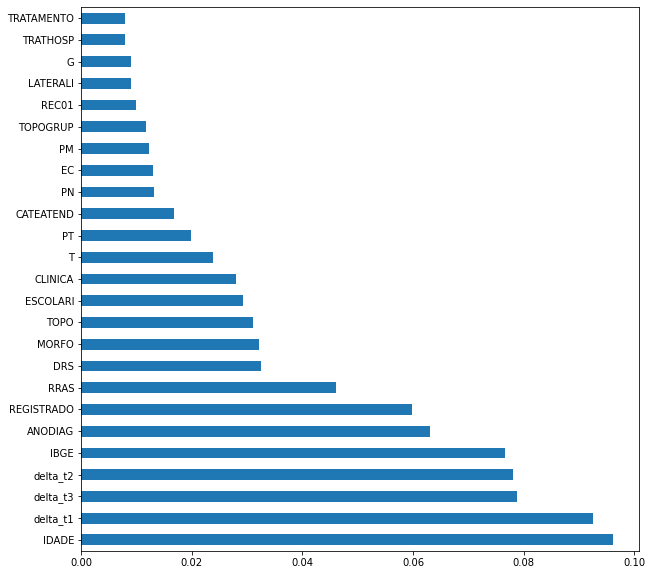 TRATAMENTO
TRATHOSP
G
LATERALI
REC01
TOPOGRUP
PM
EC
PN
CATEATEND
PT
T
CLINICA
ESCOLARI
TOPO
MORFO
DRS
RRAS
REGISTRADO
ANODIAG
IBGE
delta_t2
delta_t3
delta_t1
IDADE
0.00 0.02 0.04 0.06 0.08 0.10